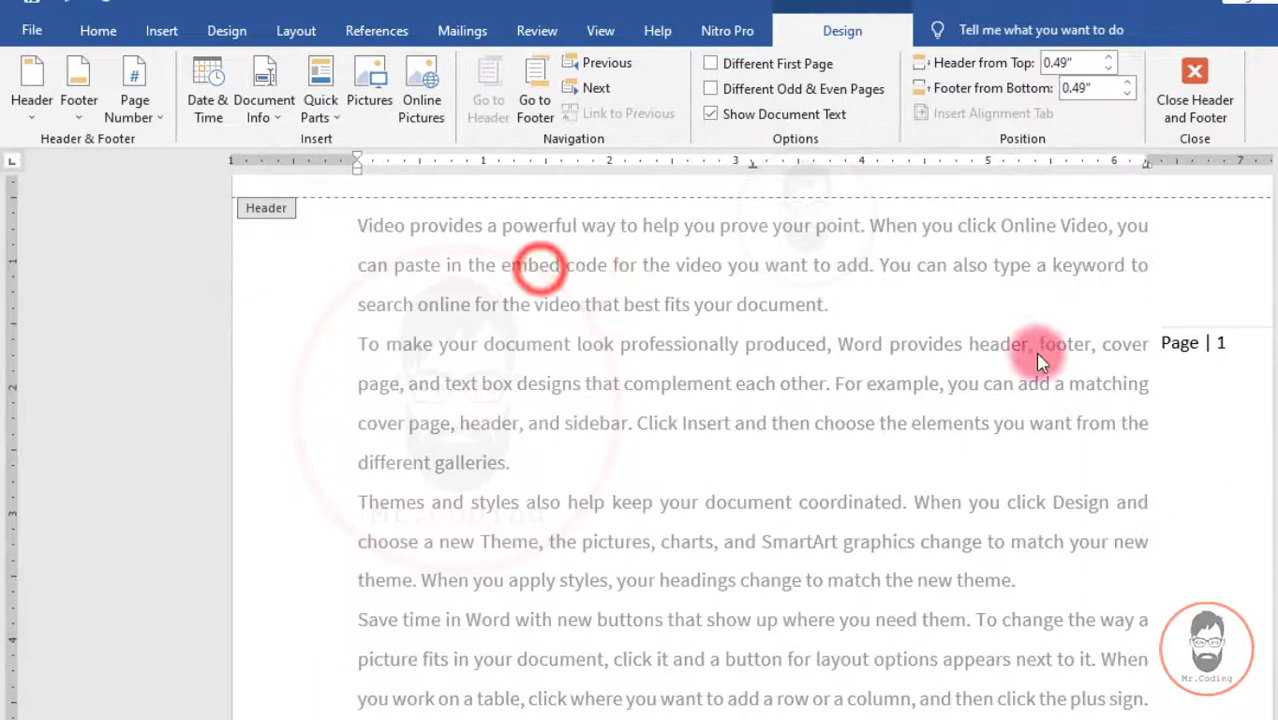 File Home Insert Design Layout References Mailings Review View Help Nitro Pro Design Tell me what you want to do
Header Footer Page Number
Header & Footer
Date & Time Document Info Quick Parts Pictures Online Pictures
Insert
Go to Header Go to Footer Previous Next Link to Previous
Navigation
Different First Page
Different Odd & Even Pages
Show Document Text
Options
Header from Top: 0.49"
Footer from Bottom: 0.49"
Insert Alignment Tab
Position
Close Header and Footer
Close
1 1 2 3 4 5 6 7
Header
Video provides a powerful way to help you prove your point. When you click Online Video, you
can paste in the embed code for the video you want to add. You can also type a keyword to
search online for the video that best fits your document.
To make your document look professionally produced, Word provides header, footer, cover
Page | 1
page, and text box designs that complement each other. For example, you can add a matching
cover page, header, and sidebar. Click Insert and then choose the elements you want from the
different galleries.
Themes and styles also help keep your document coordinated. When you click Design and
choose a new Theme, the pictures, charts, and SmartArt graphics change to match your new
theme. When you apply styles, your headings change to match the new theme.
Save time in Word with new buttons that show up where you need them. To change the way a
picture fits in your document, click it and a button for layout options appears next to it. When
you work on a table, click where you want to add a row or a column, and then click the plus sign.
Mr.Coding